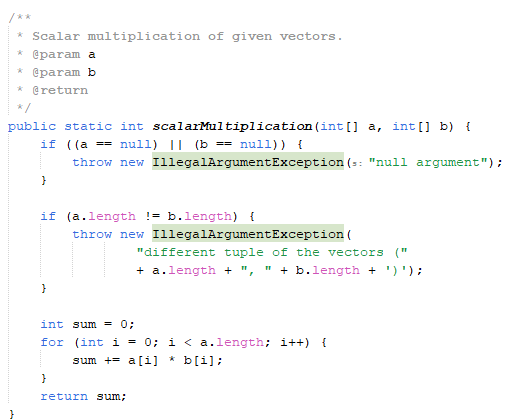 /**
 * Scalar multiplication of given vectors.
 * @param a
 * @param b
 * @return
 */
public static int scalarMultiplication(int[] a, int[] b) {
    if ((a == null) || (b == null)) {
        throw new IllegalArgumentException(s: "null argument");
    }

    if (a.length != b.length) {
        throw new IllegalArgumentException(
                "different tuple of the vectors ("
                + a.length + ", " + b.length + ')');
    }

    int sum = 0;
    for (int i = 0; i < a.length; i++) {
        sum += a[i] * b[i];
    }
    return sum;
}